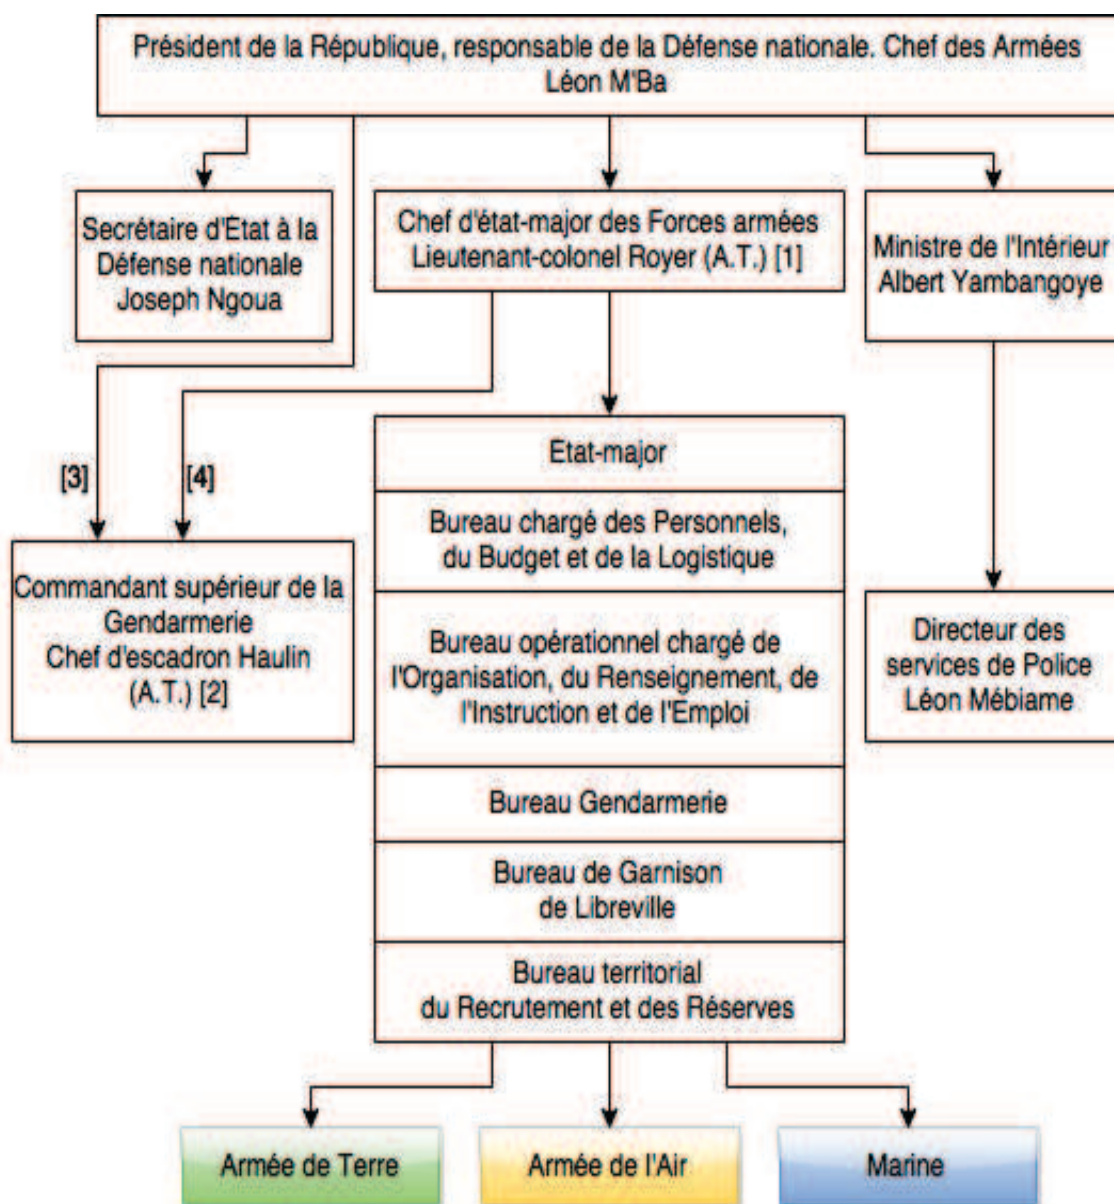 Président de la République, responsable de la Défense nationale. Chef des Armées
Léon M'Ba
Secrétaire d'Etat à la
Défense nationale
Joseph Ngoua
Chef d'état-major des Forces armées
Lieutenant-colonel Royer (A.T.) [1]
Ministre de l'Intérieur
Albert Yambangoye
[3]
[4]
Commandant supérieur de la
Gendarmerie
Chef d'escadron Haulin
(A.T.) [2]
Etat-major
Bureau chargé des Personnels,
du Budget et de la Logistique
Bureau opérationnel chargé de
l'Organisation, du Renseignement, de
l'Instruction et de l'Emploi
Bureau Gendarmerie
Bureau de Garnison
de Libreville
Bureau territorial
du Recrutement et des Réserves
Directeur des
services de Police
Léon Mébiame
Armée de Terre
Armée de l'Air
Marine